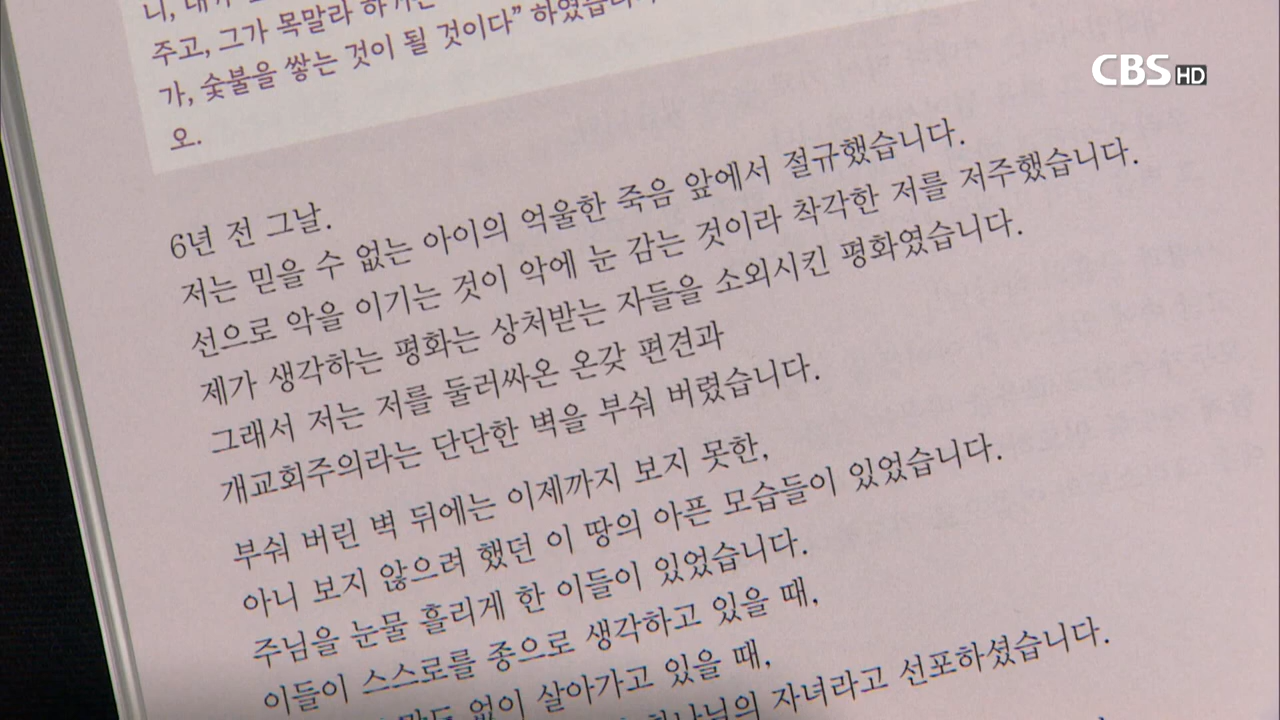 CBS HD
주고, 그가 목말라
것이 될 것이다” 하였습니
가, 숯불을 쌓는
오.
6년 전 그날.
저는 믿을 수 없는 아이의 억울한 죽음 앞에서 절규했습니다.
선으로 악을 이기는 것이 악에 눈 감는 것이라 착각한 저를 저주했습니다.
제가 생각하는 평화는 상처받는 자들을 소외시킨 평화였습니다.
그래서 저는 저를 둘러싸온 온갖 편견과
개교회주의라는 단단한 벽을 부숴 버렸습니다.
부숴 버린 벽 뒤에는 이제까지 보지 못한,
아니 보지 않으려 했던 이 땅의 아픈 모습들이 있었습니다.
주님을 눈물 흘리게 한 이들이 있었습니다.
이들이 스스로를 종으로 생각하고 있을 때,
없이 살아가고 있을 때,
하나님의 자녀라고 선포하셨습니다.